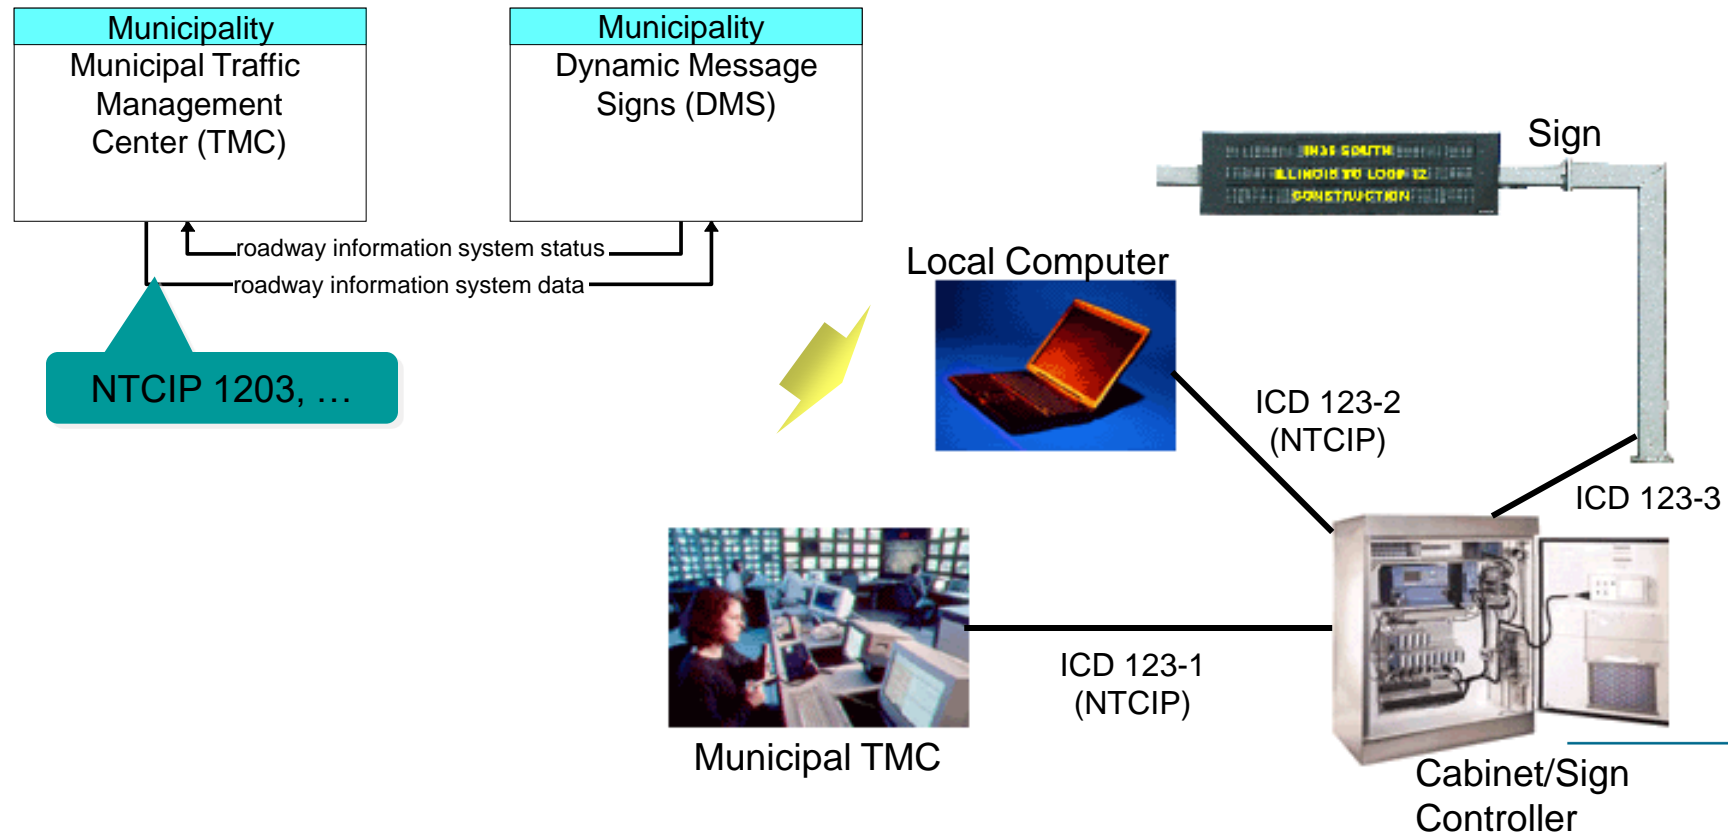 Municipality
Municipal Traffic
Management
Center (TMC)
Municipality
Dynamic Message
Signs (DMS)
roadway information system status
roadway information system data
NTCIP 1203, …
Sign
IH35 SOUTH
ILLINOIS TO LOOP 12
CONSTRUCTION
Local Computer
ICD 123-2
(NTCIP)
ICD 123-3
ICD 123-1
(NTCIP)
Municipal TMC
Cabinet/Sign
Controller